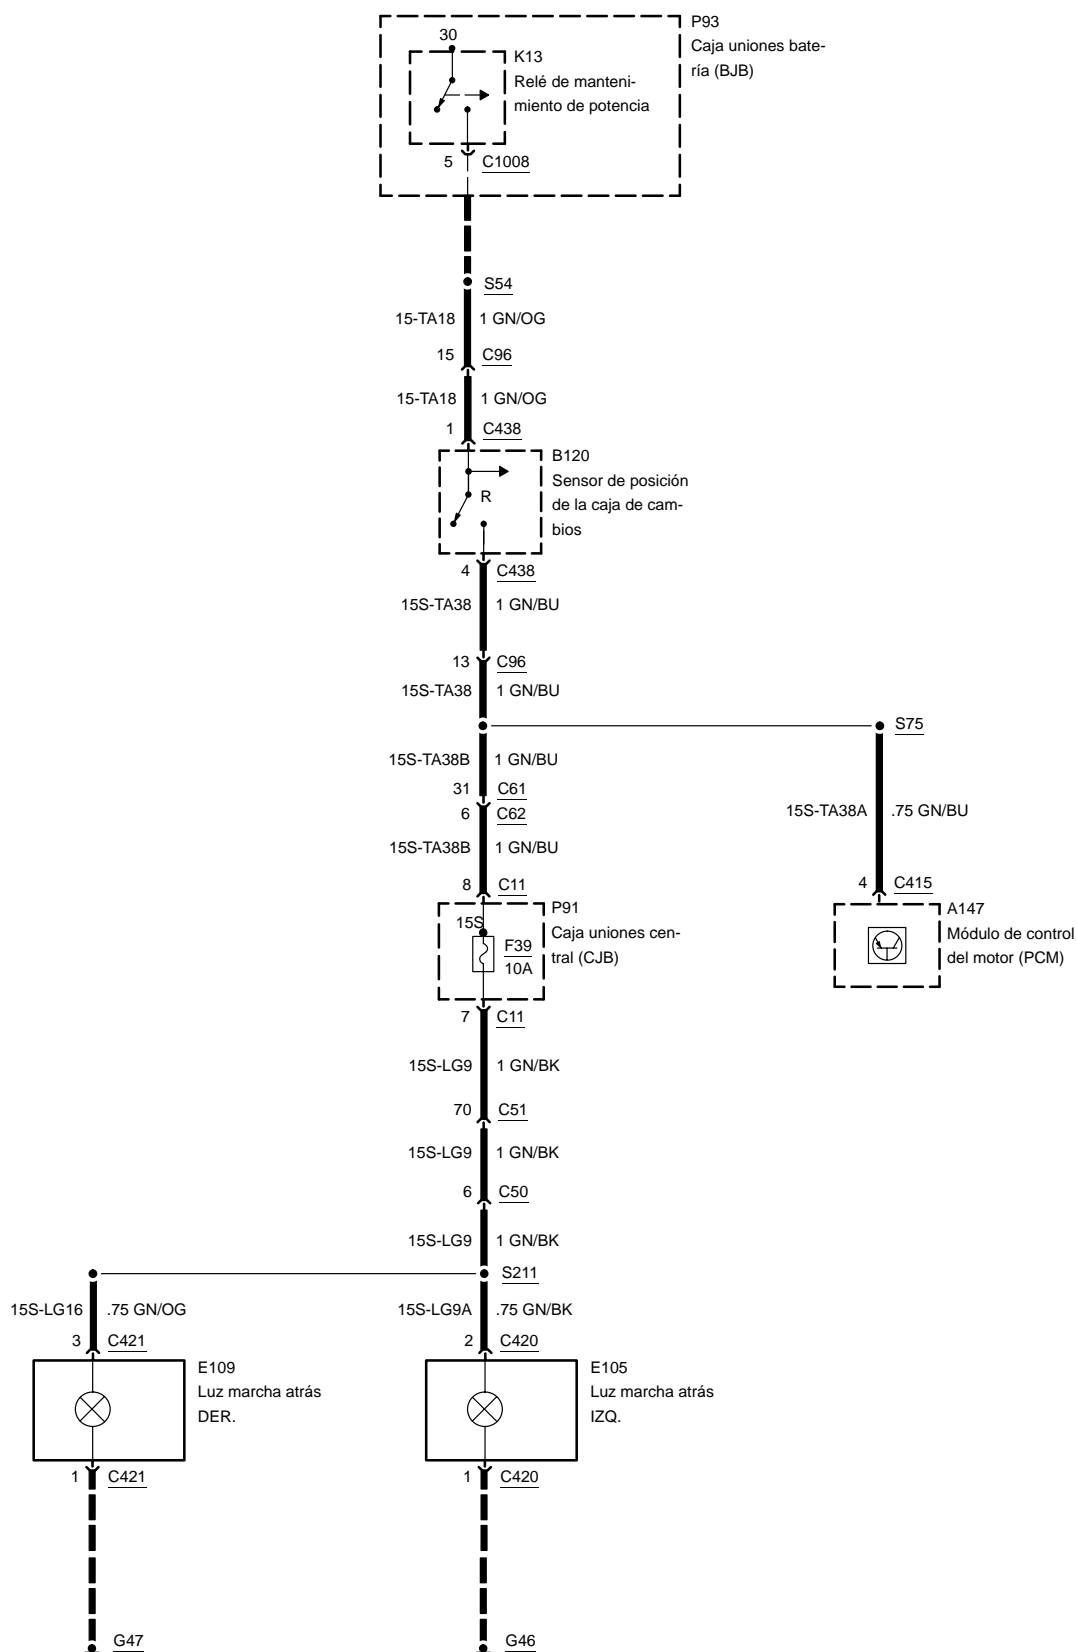 P93
Caja uniones bate-
ría (BJB)
30
K13
Relé de manteni-
miento de potencia
5 C1008
S54
15-TA18 1 GN/OG
15 C96
15-TA18 1 GN/OG
1 C438
B120
Sensor de posición
de la caja de cam-
bios
R
4 C438
15S-TA38 1 GN/BU
13 C96
15S-TA38 1 GN/BU
S75
15S-TA38B 1 GN/BU
31 C61
6 C62
15S-TA38A .75 GN/BU
15S-TA38B 1 GN/BU
8 C11
4 C415
P91
Caja uniones cen-
tral (CJB)
15S
F39
10A
A147
Módulo de control
del motor (PCM)
7 C11
15S-LG9 1 GN/BK
70 C51
15S-LG9 1 GN/BK
6 C50
15S-LG9 1 GN/BK
S211
15S-LG16 .75 GN/OG
15S-LG9A .75 GN/BK
3 C421
2 C420
E109
Luz marcha atrás
DER.
E105
Luz marcha atrás
IZQ.
1 C421
1 C420
G47
G46